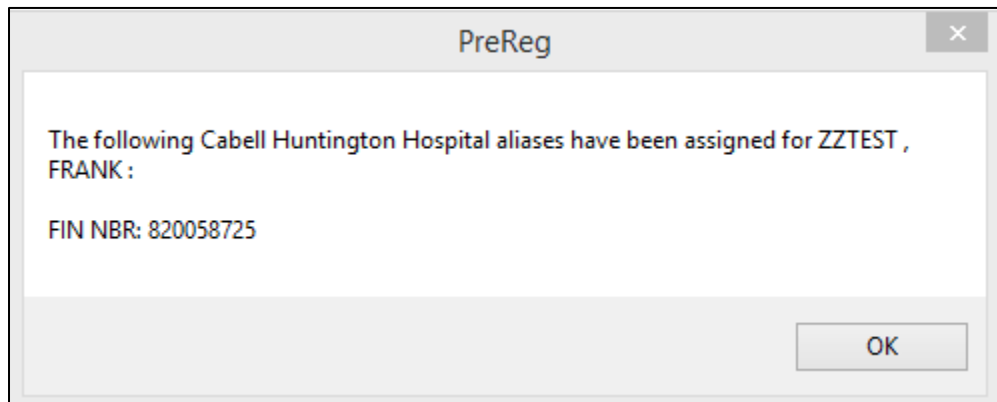 PreReg
The following Cabell Huntington Hospital aliases have been assigned for ZZTEST ,
FRANK :
FIN NBR: 820058725
OK